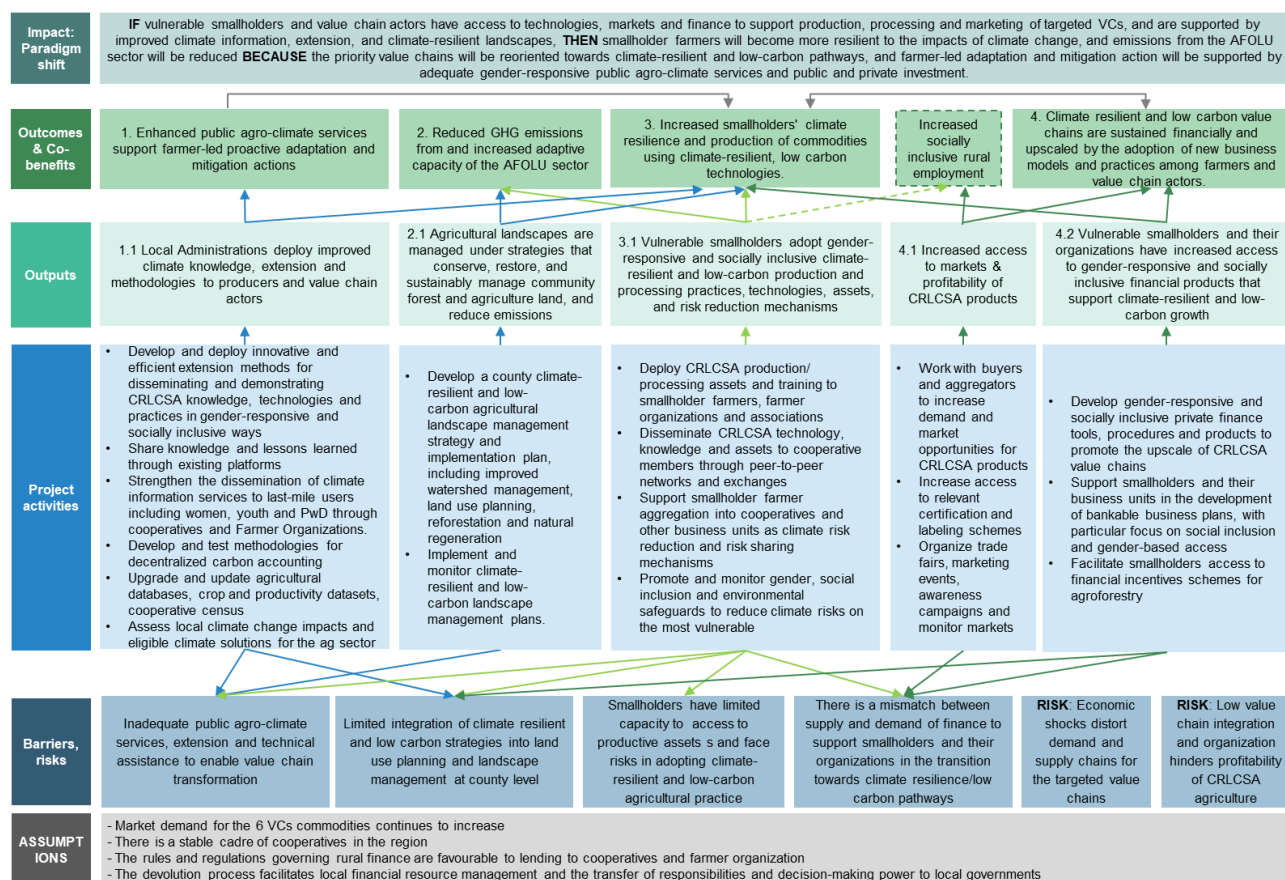 Impact:
Paradigm
shift
IF vulnerable smallholders and value chain actors have access to technologies, markets and finance to support production, processing and marketing of targeted VCs, and are supported by
improved climate information, extension, and climate-resilient landscapes, THEN smallholder farmers will become more resilient to the impacts of climate change, and emissions from the AFOLU
sector will be reduced BECAUSE the priority value chains will be reoriented towards climate-resilient and low-carbon pathways, and farmer-led adaptation and mitigation action will be supported by
adequate gender-responsive public agro-climate services and public and private investment.
Outcomes
& Co-
benefits
1. Enhanced public agro-climate services
support farmer-led proactive adaptation and
mitigation actions
2. Reduced GHG emissions
from and increased adaptive
capacity of the AFOLU sector
3. Increased smallholders' climate
resilience and production of commodities
using climate-resilient, low carbon
technologies.
Increased
socially
inclusive rural
employment
4. Climate resilient and low carbon value
chains are sustained financially and
upscaled by the adoption of new business
models and practices among farmers and
value chain actors.
Outputs
1.1 Local Administrations deploy improved
climate knowledge, extension and
methodologies to producers and value chain
actors
2.1 Agricultural landscapes are
managed under strategies that
conserve, restore, and
sustainably manage community
forest and agriculture land, and
reduce emissions
3.1 Vulnerable smallholders adopt gender-
responsive and socially inclusive climate-
resilient and low-carbon production and
processing practices, technologies, assets,
and risk reduction mechanisms
4.1 Increased access
to markets &
profitability of
CRLCSA products
4.2 Vulnerable smallholders and their
organizations have increased access
to gender-responsive and socially
inclusive financial products that
support climate-resilient and low-
carbon growth
Project
activities
• Develop and deploy innovative and
efficient extension methods for
disseminating and demonstrating
CRLCSA knowledge, technologies and
practices in gender-responsive and
socially inclusive ways
• Share knowledge and lessons learned
through existing platforms
• Strengthen the dissemination of climate
information services to last-mile users
including women, youth and PwD through
cooperatives and Farmer Organizations.
• Develop and test methodologies for
decentralized carbon accounting
• Upgrade and update agricultural
databases, crop and productivity datasets,
cooperative census
• Assess local climate change impacts and
eligible climate solutions for the ag sector
• Develop a county climate-
resilient and low-
carbon agricultural
landscape management
strategy and
implementation plan,
including improved
watershed management,
land use planning,
reforestation and natural
regeneration
• Implement and
monitor climate-
resilient and low-
carbon landscape
management plans.
• Deploy CRLCSA production/
processing assets and training to
smallholder farmers, farmer
organizations and associations
• Disseminate CRLCSA technology,
knowledge and assets to cooperative
members through peer-to-peer
networks and exchanges
• Support smallholder farmer
aggregation into cooperatives and
other business units as climate risk
reduction and risk sharing
mechanisms
• Promote and monitor gender, social
inclusion and environmental
safeguards to reduce climate risks on
the most vulnerable
• Work with buyers and
aggregators to
increase demand and
market
opportunities for
CRLCSA products
• Increase access
to relevant
certification and
labeling schemes
• Organize trade
fairs, marketing
events,
awareness
campaigns and
monitor markets
• Develop gender-responsive and
socially inclusive private finance
tools, procedures and products to
promote the upscale of CRLCSA
value chains
• Support smallholders and their
business units in the development
of bankable business plans, with
particular focus on social inclusion
and gender-based access
• Facilitate smallholders access to
financial incentives schemes for
agroforestry
Barriers,
risks
Inadequate public agro-climate
services, extension and technical
assistance to enable value chain
transformation
Limited integration of climate resilient
and low carbon strategies into land
use planning and landscape
management at county level
Smallholders have limited
capacity to access to
productive assets s and face
risks in adopting climate-
resilient and low-carbon
agricultural practice
There is a mismatch between
supply and demand of finance to
support smallholders and their
organizations in the transition
towards climate resilience/low
carbon pathways
RISK: Economic
shocks distort
demand and
supply chains for
the targeted value
chains
RISK: Low value
chain integration
and organization
hinders profitability
of CRLCSA
agriculture
ASSUMPT
IONS
- Market demand for the 6 VCs commodities continues to increase
- There is a stable cadre of cooperatives in the region
- The rules and regulations governing rural finance are favourable to lending to cooperatives and farmer organization
- The devolution process facilitates local financial resource management and the transfer of responsibilities and decision-making power to local governments